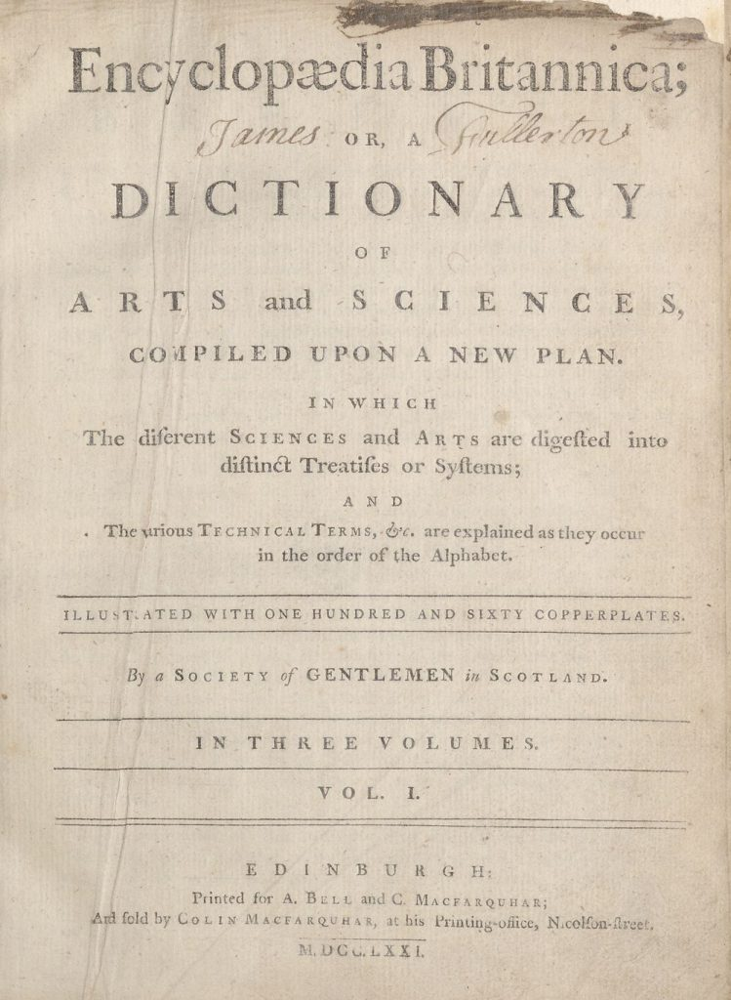 Encyclopædia Britannica;
James OR, A Fullerton
DICTIONARY
OF
ARTS and SCIENCES,
COMPILED UPON A NEW PLAN.
IN WHICH
The different SCIENCES and ARTS are digeſted into
diſtinct Treatiſes or Syſtems;
AND
The various TECHNICAL TERMS, &c. are explained as they occur
in the order of the Alphabet.
ILLUSTRATED WITH ONE HUNDRED AND SIXTY COPPERPLATES.
By a SOCIETY of GENTLEMEN in SCOTLAND.
IN THREE VOLUMES.
VOL. I.
EDINBURGH:
Printed for A. BELL and C. MACFARQUHAR;
And ſold by COLIN MACFARQUHAR, at his Printing-office, Nicolſon-ſtreet.
M.DCC.LXXI.